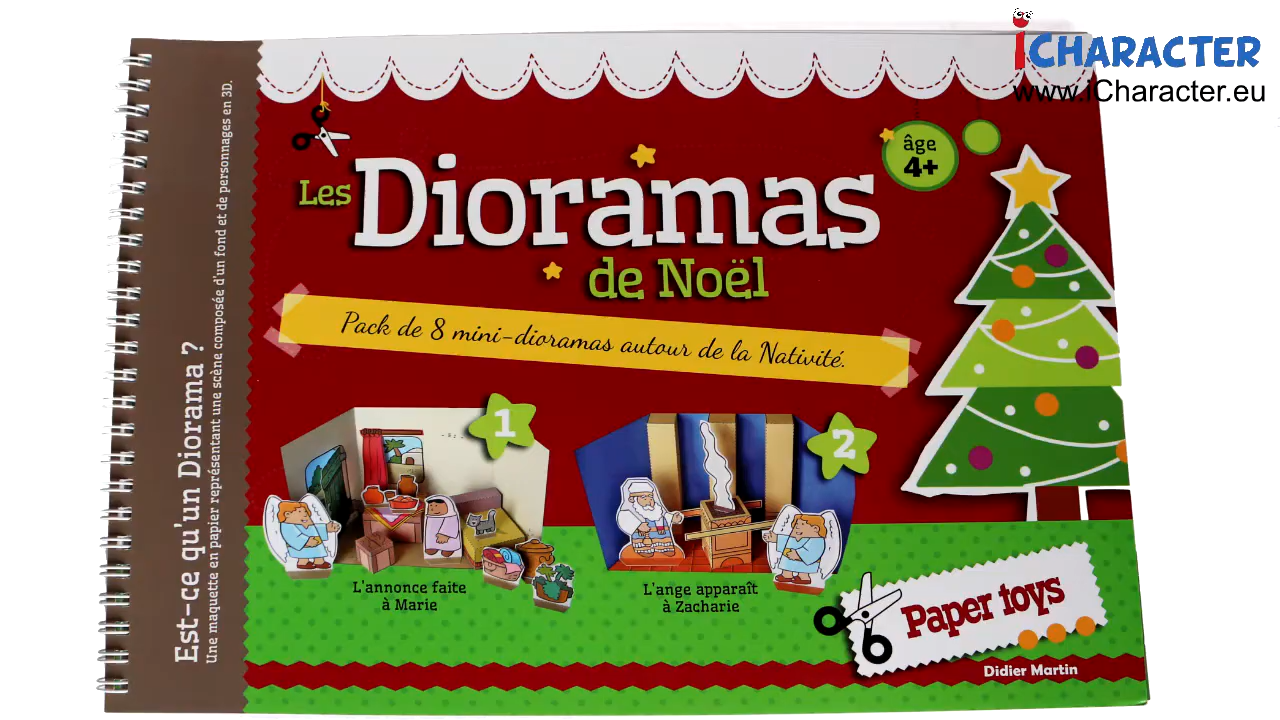 iCHARACTER
www.iCharacter.eu
âge
4+
Les Dioramas
de Noël
Pack de 8 mini-dioramas autour de la Nativité.
1
2
L'annonce faite
à Marie
L'ange apparaît
à Zacharie
Paper toys
Didier Martin
Est-ce qu'un Diorama ?
Une maquette en papier représentant une scène composée d'un fond et de personnages en 3D.